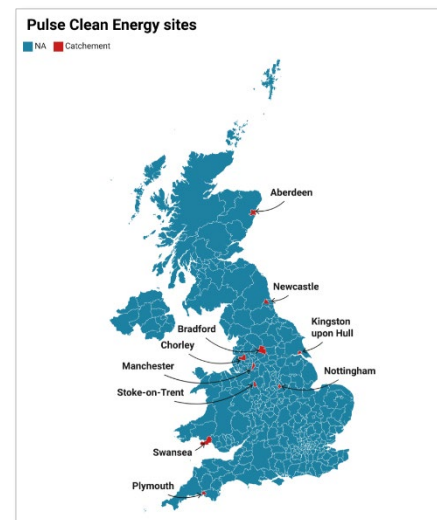 Pulse Clean Energy sites
NA Catchement
Aberdeen
Newcastle
Kingston
upon Hull
Bradford
Chorley
Manchester
Nottingham
Stoke-on-Trent
Swansea
Plymouth